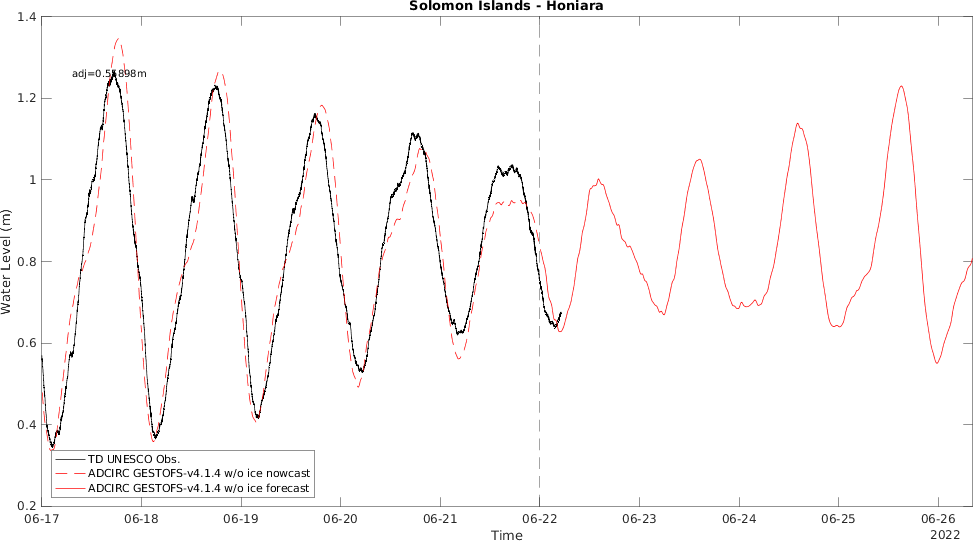 Solomon Islands - Honiara
1.4
1.2
1
0.8
0.6
0.4
0.2
Water Level (m)
adj=0.55898m
TD UNESCO Obs.
ADCIRC GESTOFS-v4.1.4 w/o ice nowcast
ADCIRC GESTOFS-v4.1.4 w/o ice forecast
06-17 06-18 06-19 06-20 06-21 06-22 06-23 06-24 06-25 06-26
Time
2022